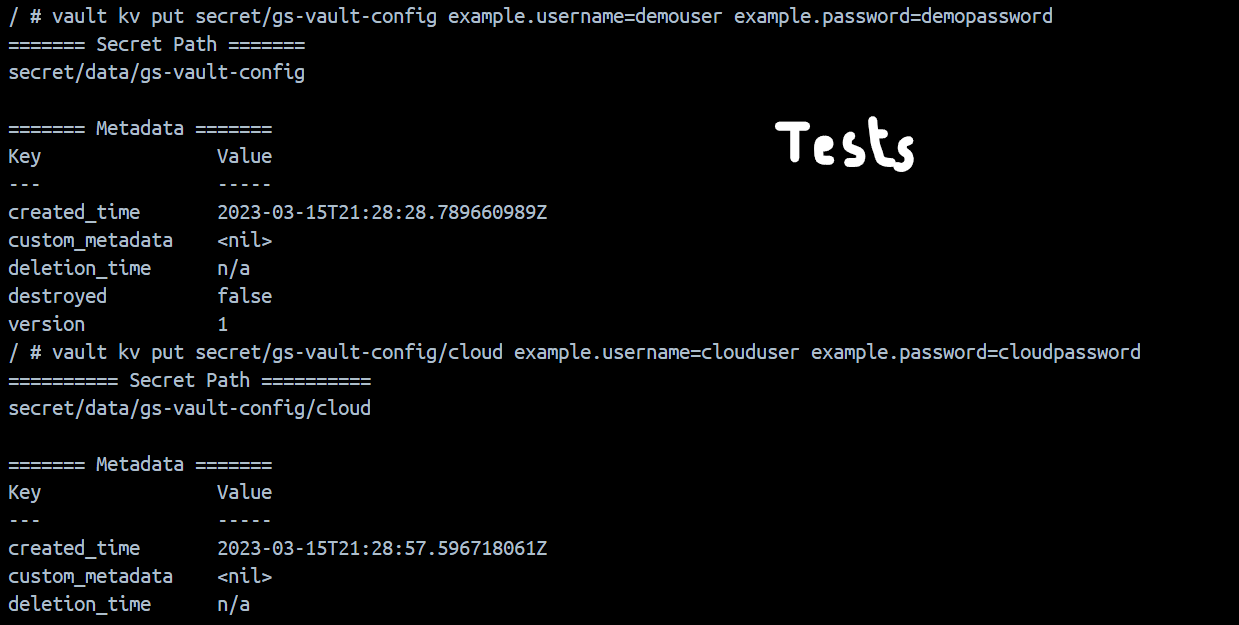 / # vault kv put secret/gs-vault-config example.username=demouser example.password=demopassword
======= Secret Path =======
secret/data/gs-vault-config
======= Metadata =======
Key Value
--- -----
created_time 2023-03-15T21:28:28.789660989Z
custom_metadata <nil>
deletion_time n/a
destroyed false
version 1
Tests
/ # vault kv put secret/gs-vault-config/cloud example.username=clouduser example.password=cloudpassword
========== Secret Path ==========
secret/data/gs-vault-config/cloud
======= Metadata =======
Key Value
--- -----
created_time 2023-03-15T21:28:57.596718061Z
custom_metadata <nil>
deletion_time n/a